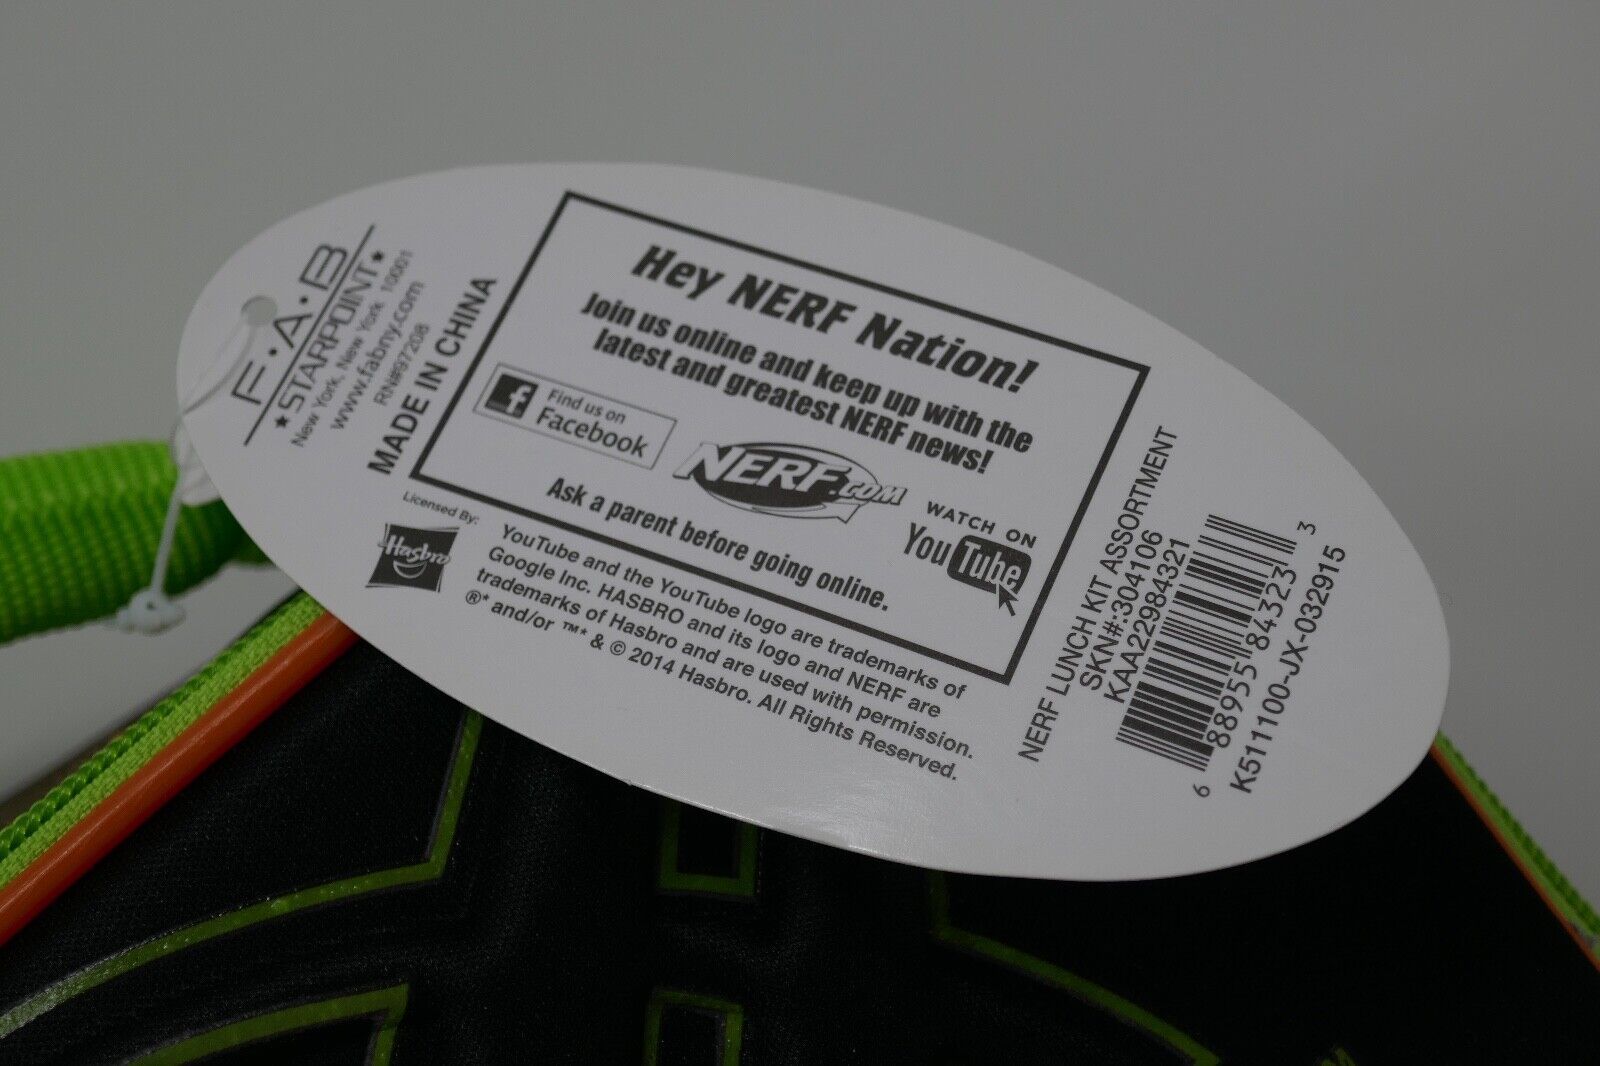 F·A·B
★STARPOINT★
New York, New York 10001
www.fabny.com
RN#97208
MADE IN CHINA
Hey NERF Nation!
Join us online and keep up with the
latest and greatest NERF news!
f Find us on
Facebook
NERF.COM
WATCH ON
YouTube
Ask a parent before going online.
Licensed By:
Hasbro
YouTube and the YouTube logo are trademarks of
Google Inc. HASBRO and its logo and NERF are
trademarks of Hasbro and are used with permission.
®* and/or ™* & © 2014 Hasbro. All Rights Reserved.
NERF LUNCH KIT ASSORTMENT
SKN#:304106
KAA22984321
6 88955 84323 3
K511100-JX-032915